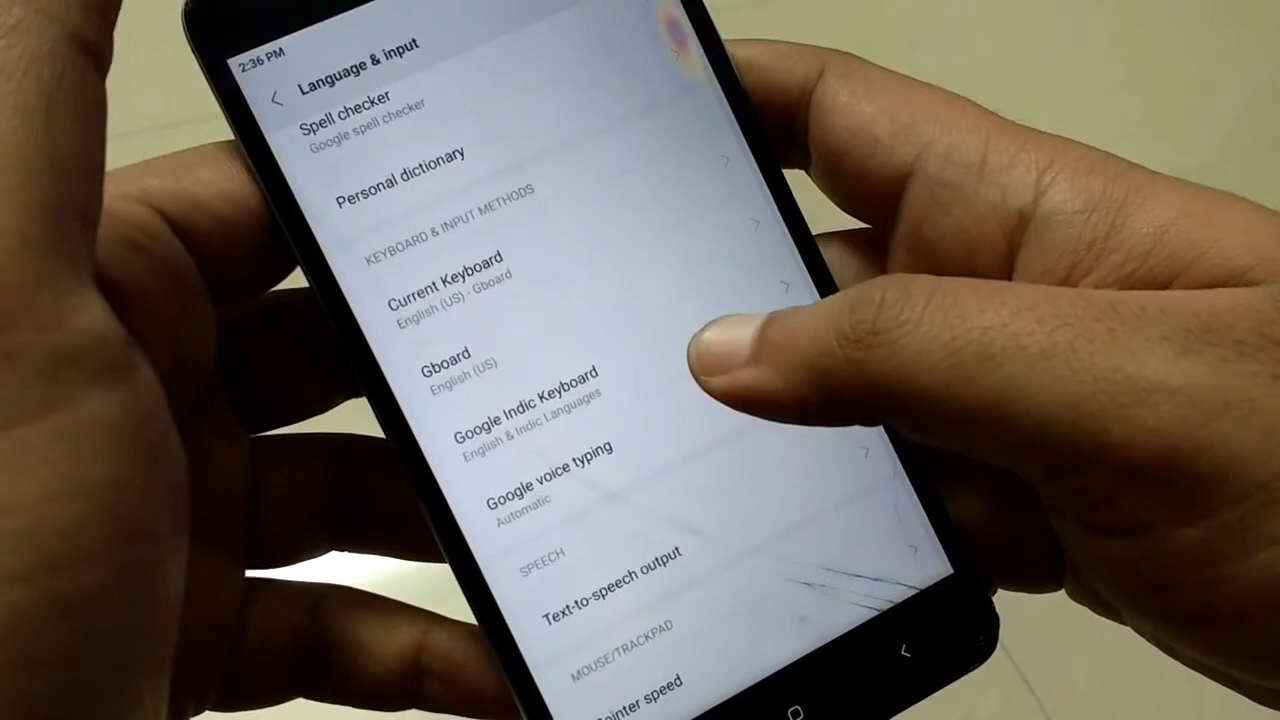 2:36 PM
Language & input
Spell checker
Google spell checker
Personal dictionary
KEYBOARD & INPUT METHODS
Current Keyboard
English (US) - Gboard
Gboard
English (US)
Google Indic Keyboard
English & Indic Languages
Google voice typing
Automatic
SPEECH
Text-to-speech output
MOUSE/TRACKPAD
Pointer speed